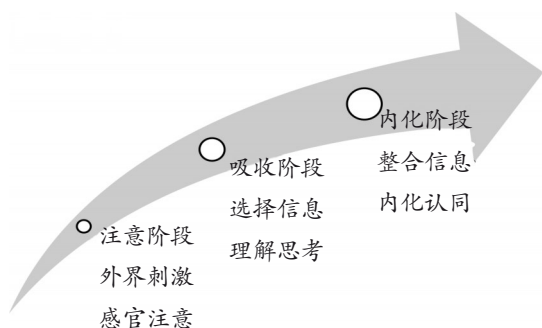 注意阶段
外界刺激
感官注意
吸收阶段
选择信息
理解思考
内化阶段
整合信息
内化认同